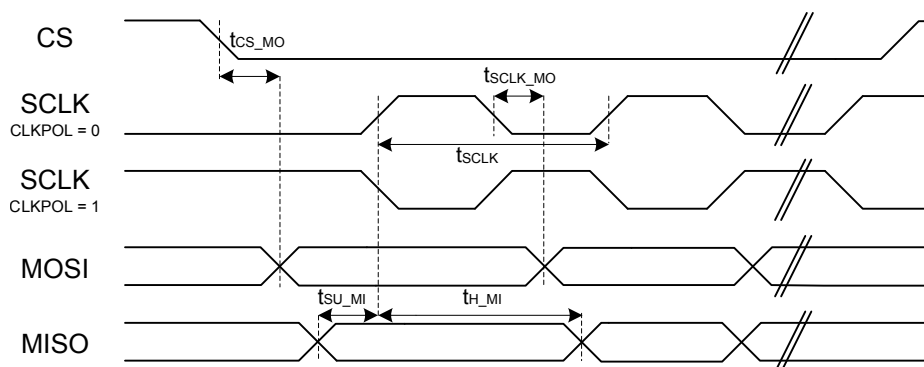 CS
tCS_MO
SCLK
CLKPOL = 0
tSCLK_MO
tSCLK
SCLK
CLKPOL = 1
MOSI
tSU_MI
tH_MI
MISO